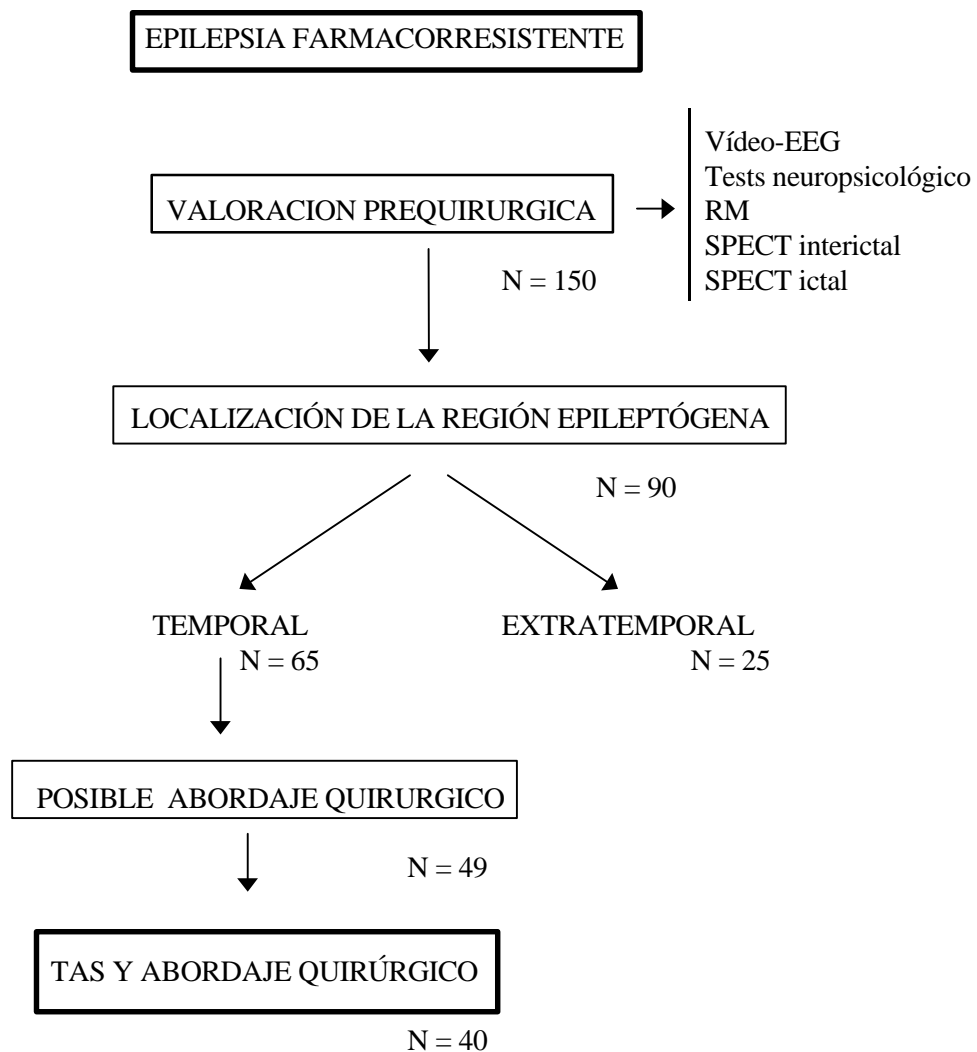 EPILEPSIA FARMACORRESISTENTE
VALORACION PREQUIRURGICA
Vídeo-EEG
Tests neuropsicológico
RM
SPECT interictal
SPECT ictal
N = 150
LOCALIZACIÓN DE LA REGIÓN EPILEPTÓGENA
N = 90
TEMPORAL
N = 65
EXTRATEMPORAL
N = 25
POSIBLE ABORDAJE QUIRURGICO
N = 49
TAS Y ABORDAJE QUIRÚRGICO
N = 40